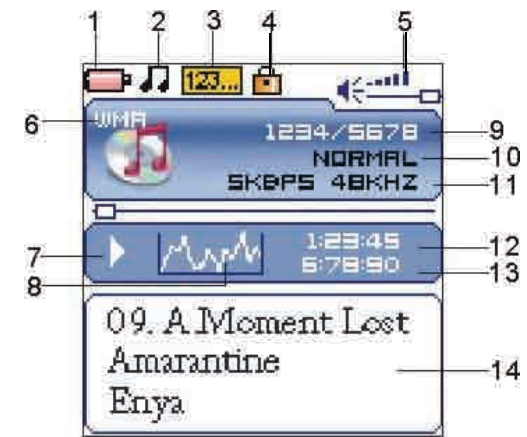 1 2 3 4 5
123...
6 WMA
1234/5678 9
NORMAL 10
5KBPS 48KHZ 11
7 1:23:45 12
8 6:78:90 13
09. A Moment Lost
Amarantine 14
Enya